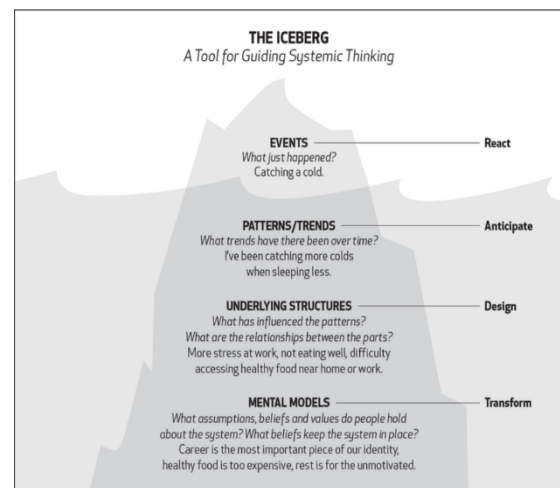 THE ICEBERG
A Tool for Guiding Systemic Thinking
EVENTS
React
What just happened?
Catching a cold.
PATTERNS/TRENDS
Anticipate
What trends have there been over time?
I've been catching more colds
when sleeping less.
UNDERLYING STRUCTURES
Design
What has influenced the patterns?
What are the relationships between the parts?
More stress at work, not eating well, difficulty
accessing healthy food near home or work.
MENTAL MODELS
Transform
What assumptions, beliefs and values do people hold
about the system? What beliefs keep the system in place?
Career is the most important piece of our identity,
healthy food is too expensive, rest is for the unmotivated.